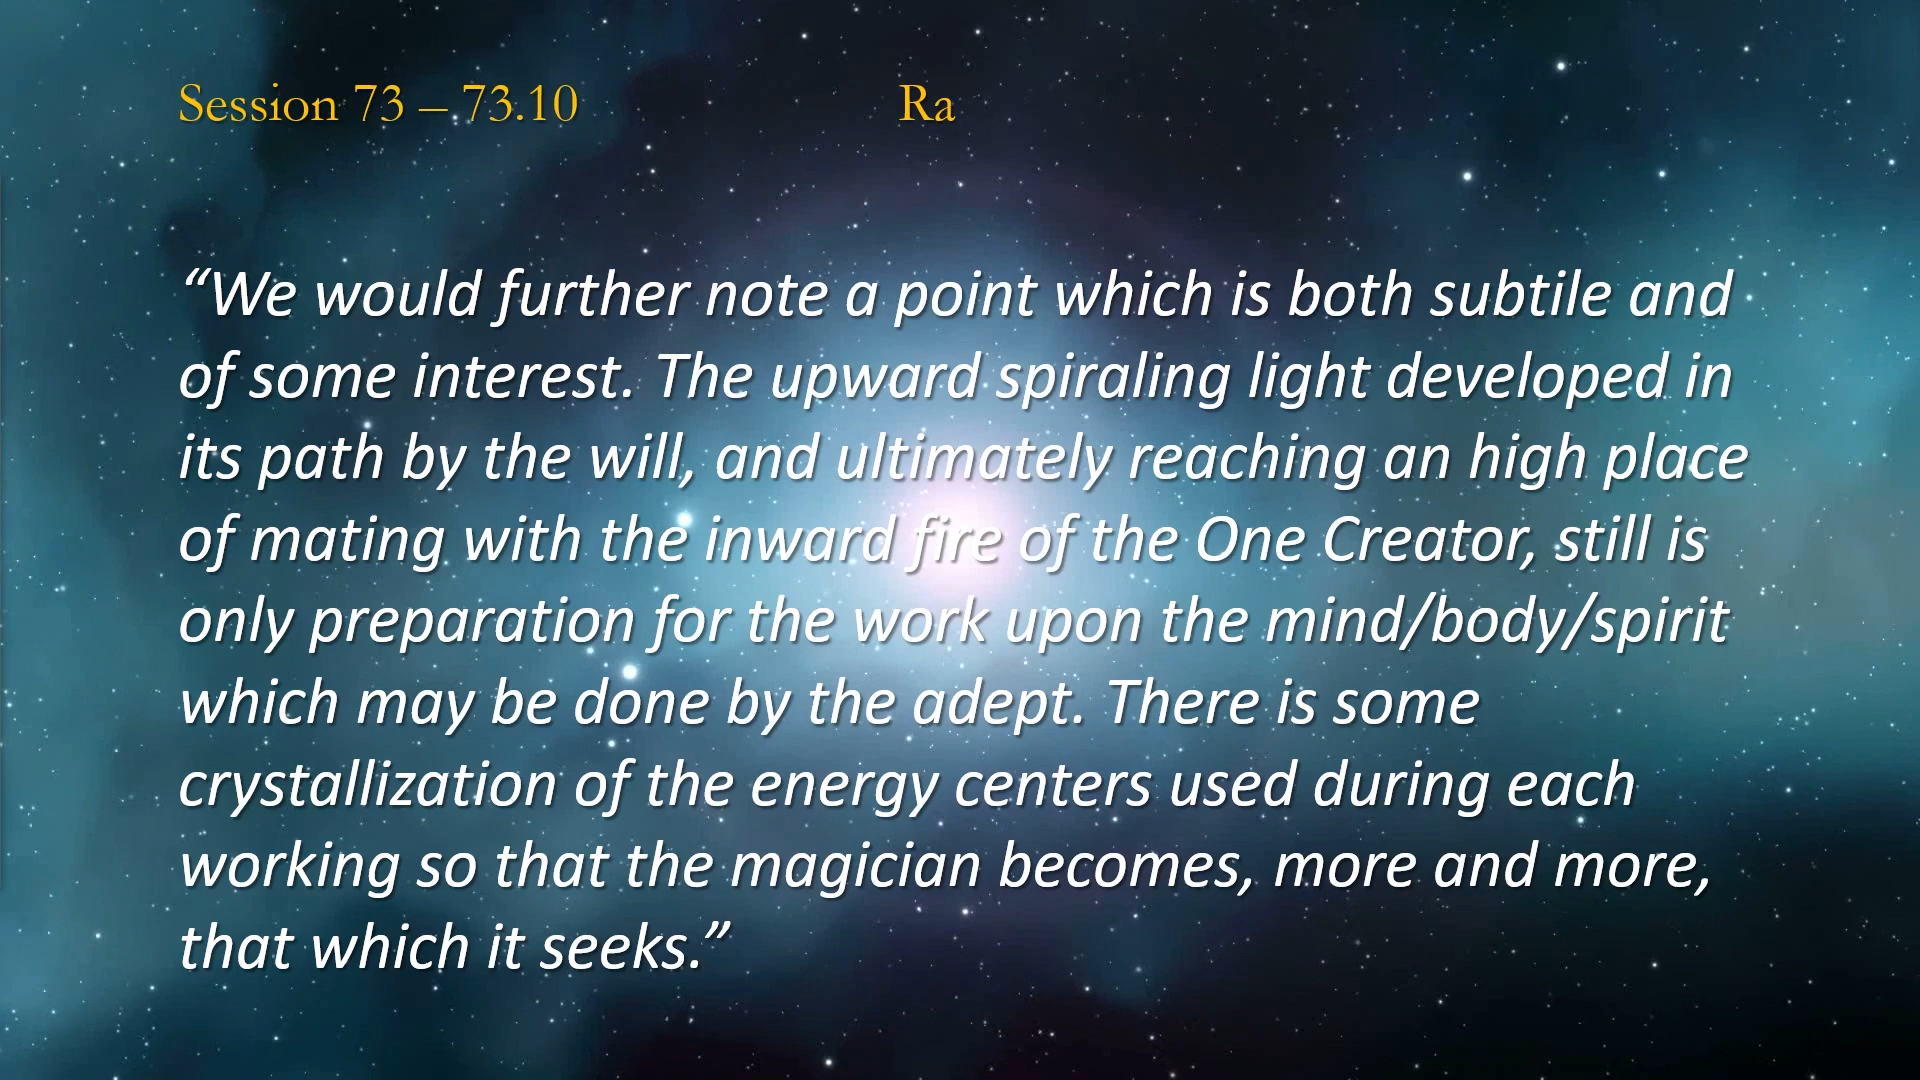 Session 73 – 73.10 Ra
“We would further note a point which is both subtile and
of some interest. The upward spiraling light developed in
its path by the will, and ultimately reaching an high place
of mating with the inward fire of the One Creator, still is
only preparation for the work upon the mind/body/spirit
which may be done by the adept. There is some
crystallization of the energy centers used during each
working so that the magician becomes, more and more,
that which it seeks.”